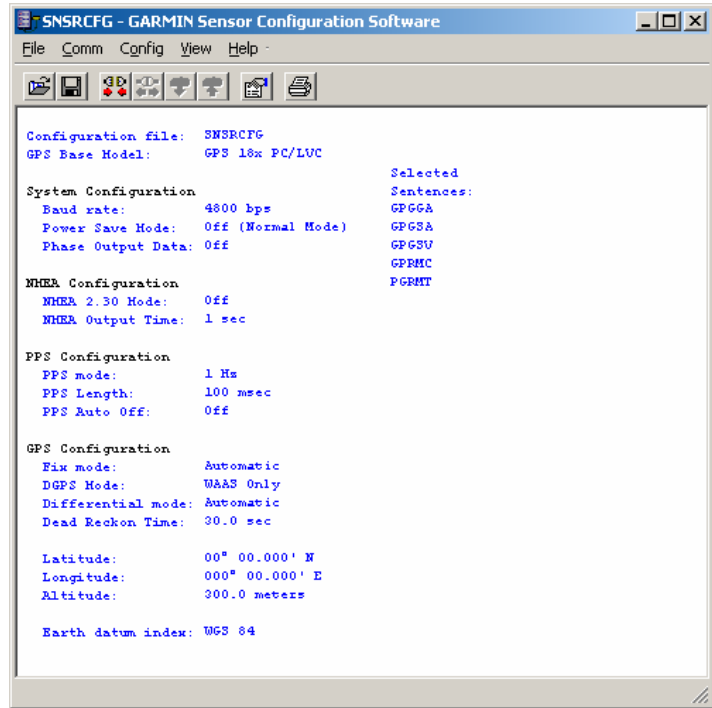 SNSRCFG - GARMIN Sensor Configuration Software
File Comm Config View Help
Configuration file: SNSRCFG
GPS Base Model: GPS 18x PC/LVC
Selected
System Configuration Sentences:
Baud rate: 4800 bps GPGGA
Power Save Mode: Off (Normal Mode) GPGSA
Phase Output Data: Off GPGSV
GPRMC
NMEA Configuration PGRMT
NMEA 2.30 Mode: Off
NMEA Output Time: 1 sec
PPS Configuration
PPS mode: 1 Hz
PPS Length: 100 msec
PPS Auto Off: Off
GPS Configuration
Fix mode: Automatic
DGPS Mode: WAAS Only
Differential mode: Automatic
Dead Reckon Time: 30.0 sec
Latitude: 00° 00.000' N
Longitude: 000° 00.000' E
Altitude: 300.0 meters
Earth datum index: WGS 84